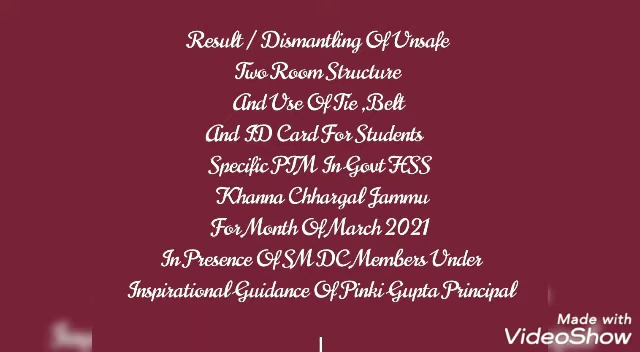 Result / Dismantling Of Unsafe
Two Room Structure
And Use Of Tie ,Belt
And ID Card For Students
Specific PTM In Govt HSS
Khanna Chhargal Jammu
For Month Of March 2021
In Presence Of SM DC Members Under
Inspirational Guidance Of Pinki Gupta Principal
Made with
VideoShow